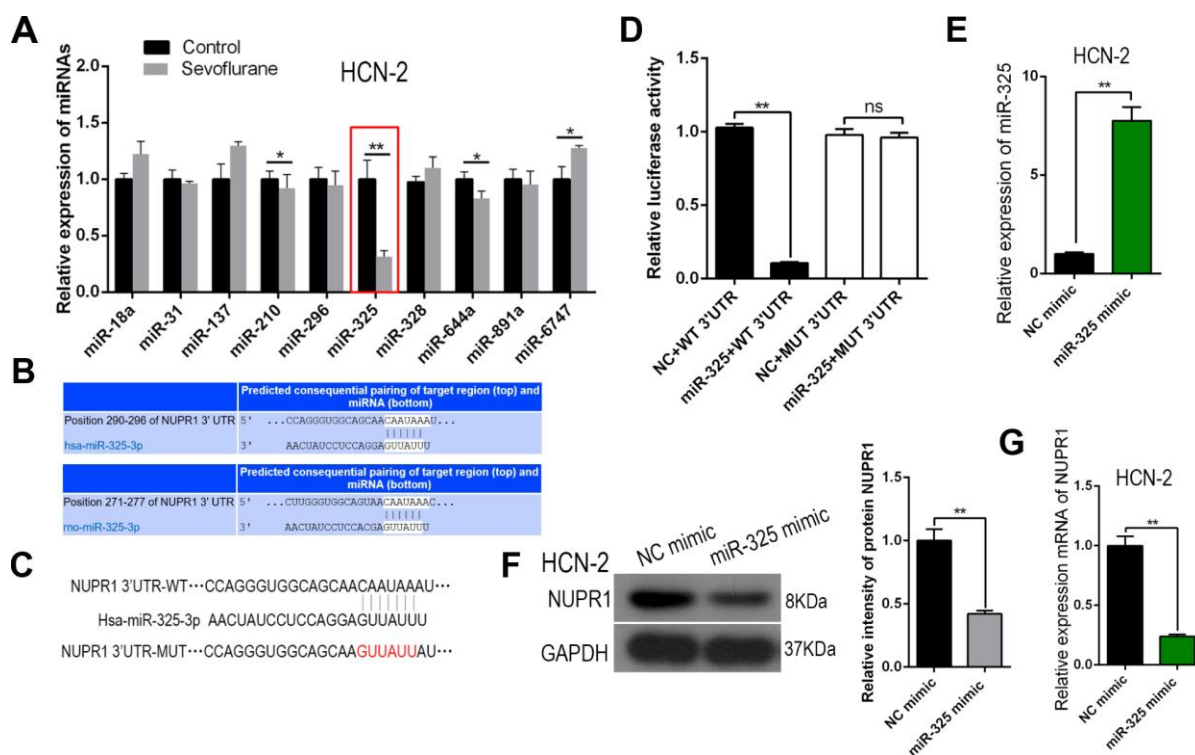 A
Control
Sevoflurane
HCN-2
Relative expression of miRNAs
2.0
1.5
1.0
0.5
0.0
*
**
*
*
miR-18a
miR-31
miR-137
miR-210
miR-296
miR-325
miR-328
miR-644a
miR-891a
miR-6747
B
Predicted consequential pairing of target region (top) and
miRNA (bottom)
Position 290-296 of NUPR1 3' UTR 5' ...CCAGGGUGGCAGCAACAAUAAAU...
hsa-miR-325-3p 3' AACUAUCCUCCAGGAGUUAUUU
Predicted consequential pairing of target region (top) and
miRNA (bottom)
Position 271-277 of NUPR1 3' UTR 5' ...CUUGGGUGGCAGUAACAAUAAAC...
rno-miR-325-3p 3' AACUAUCCUCCACGAGUUAUUU
C
NUPR1 3'UTR-WT ···CCAGGGUGGCAGCAACAAUAAAU···
Hsa-miR-325-3p AACUAUCCUCCAGGAGUUAUUU
NUPR1 3'UTR-MUT ···CCAGGGUGGCAGCAAGUUAUUAU···
D
Relative luciferase activity
1.5
1.0
0.5
0.0
**
ns
NC+WT 3'UTR
miR-325+WT 3'UTR
NC+MUT 3'UTR
miR-325+MUT 3'UTR
E
HCN-2
Relative expression of miR-325
10
5
0
**
NC mimic
miR-325 mimic
F
HCN-2
NC mimic
miR-325 mimic
NUPR1
8KDa
GAPDH
37KDa
Relative intensity of protein NUPR1
1.5
1.0
0.5
0.0
**
NC mimic
miR-325 mimic
G
HCN-2
Relative expression mRNA of NUPR1
1.5
1.0
0.5
0.0
**
NC mimic
miR-325 mimic